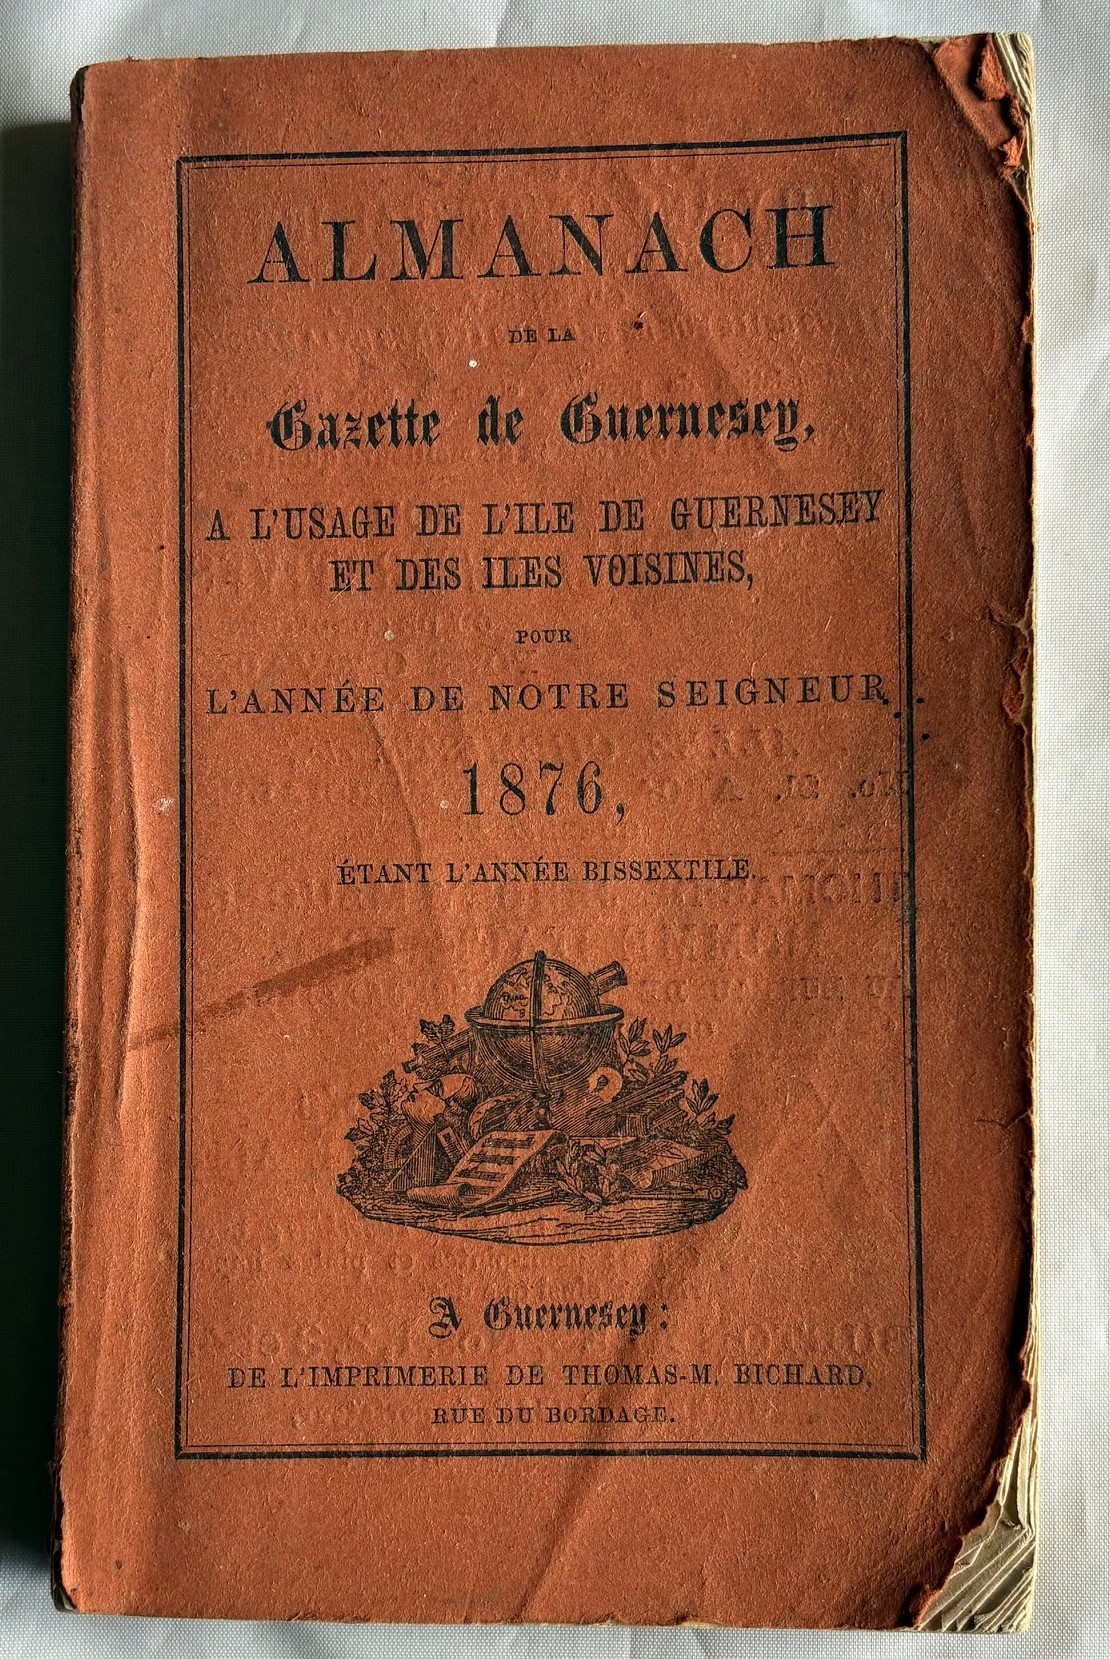 ALMANACH
DE LA
Gazette de Guernesey,
A L'USAGE DE L'ILE DE GUERNESEY
ET DES ILES VOISINES,
POUR
L'ANNÉE DE NOTRE SEIGNEUR
1876,
ÉTANT L'ANNÉE BISSEXTILE.
A Guernesey:
DE L'IMPRIMERIE DE THOMAS-M. BICHARD,
RUE DU BORDAGE.